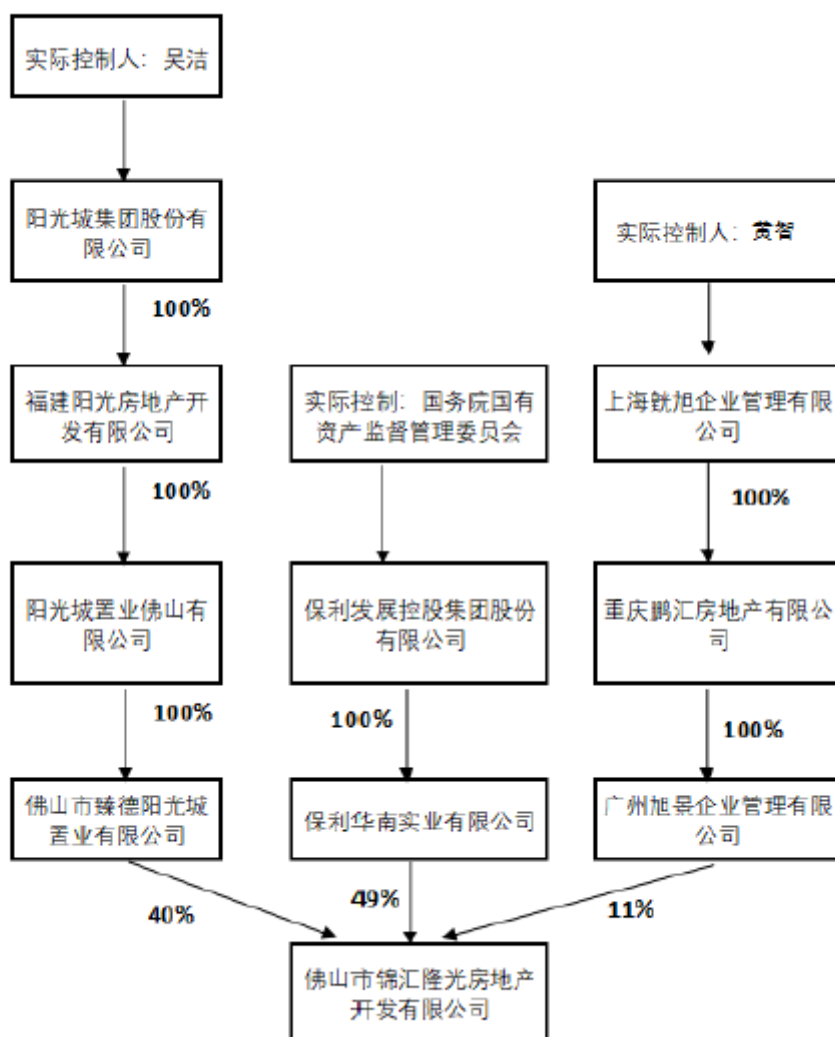 实际控制人：吴洁
阳光城集团股份有
限公司
实际控制人：黄智
100%
福建阳光房地产开
发有限公司
实际控制：国务院国有
资产监督管理委员会
上海鋭旭企业管理有限
公司
100%
100%
阳光城置业佛山有
限公司
保利发展控股集团股份
有限公司
重庆鹏汇房地产有限公
司
100%
100%
100%
佛山市臻德阳光城
置业有限公司
保利华南实业有限公司
广州旭景企业管理有限
公司
40%
49%
11%
佛山市锦汇隆光房地产
开发有限公司